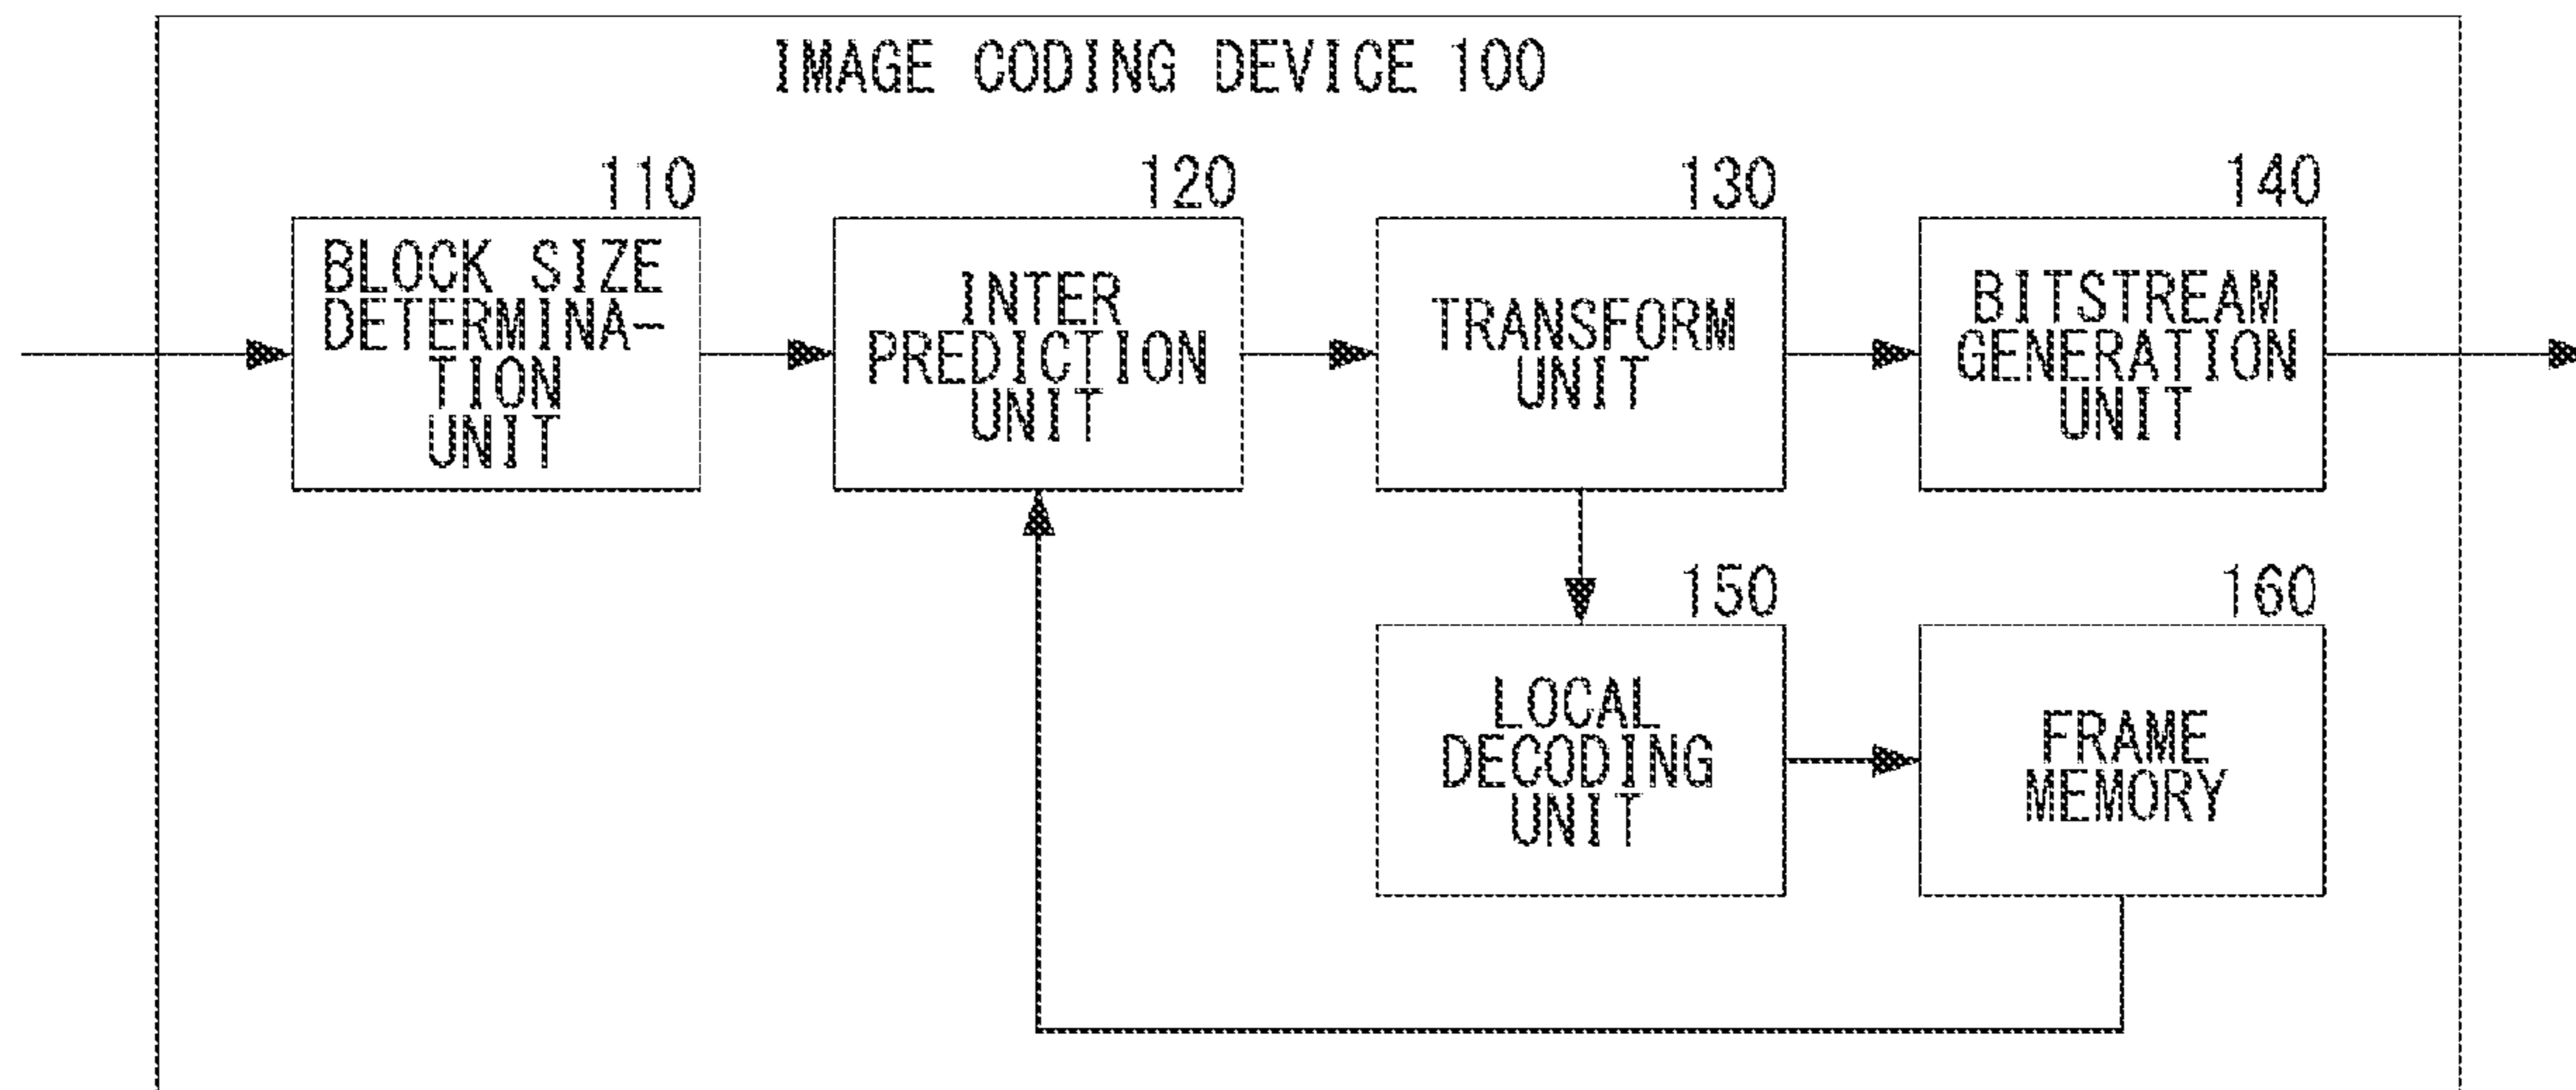 IMAGE CODING DEVICE 100
110
BLOCK SIZE
DETERMINA-
TION
UNIT
120
INTER
PREDICTION
UNIT
130
TRANSFORM
UNIT
140
BITSTREAM
GENERATION
UNIT
150
LOCAL
DECODING
UNIT
160
FRAME
MEMORY